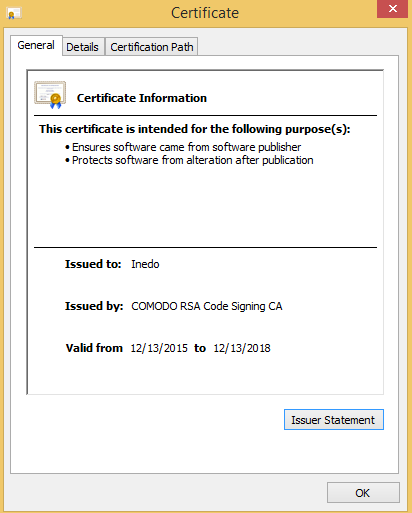 Certificate
General Details Certification Path
Certificate Information
This certificate is intended for the following purpose(s):
• Ensures software came from software publisher
• Protects software from alteration after publication
Issued to: Inedo
Issued by: COMODO RSA Code Signing CA
Valid from 12/13/2015 to 12/13/2018
Issuer Statement
OK